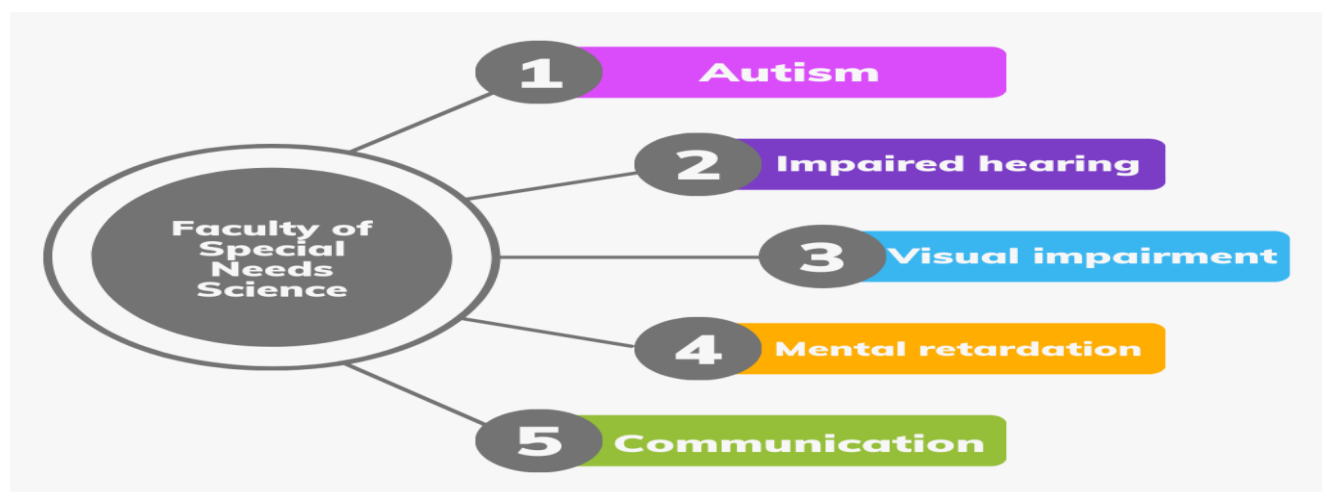 Faculty of
Special
Needs
Science
1 Autism
2 Impaired hearing
3 Visual impairment
4 Mental retardation
5 Communication